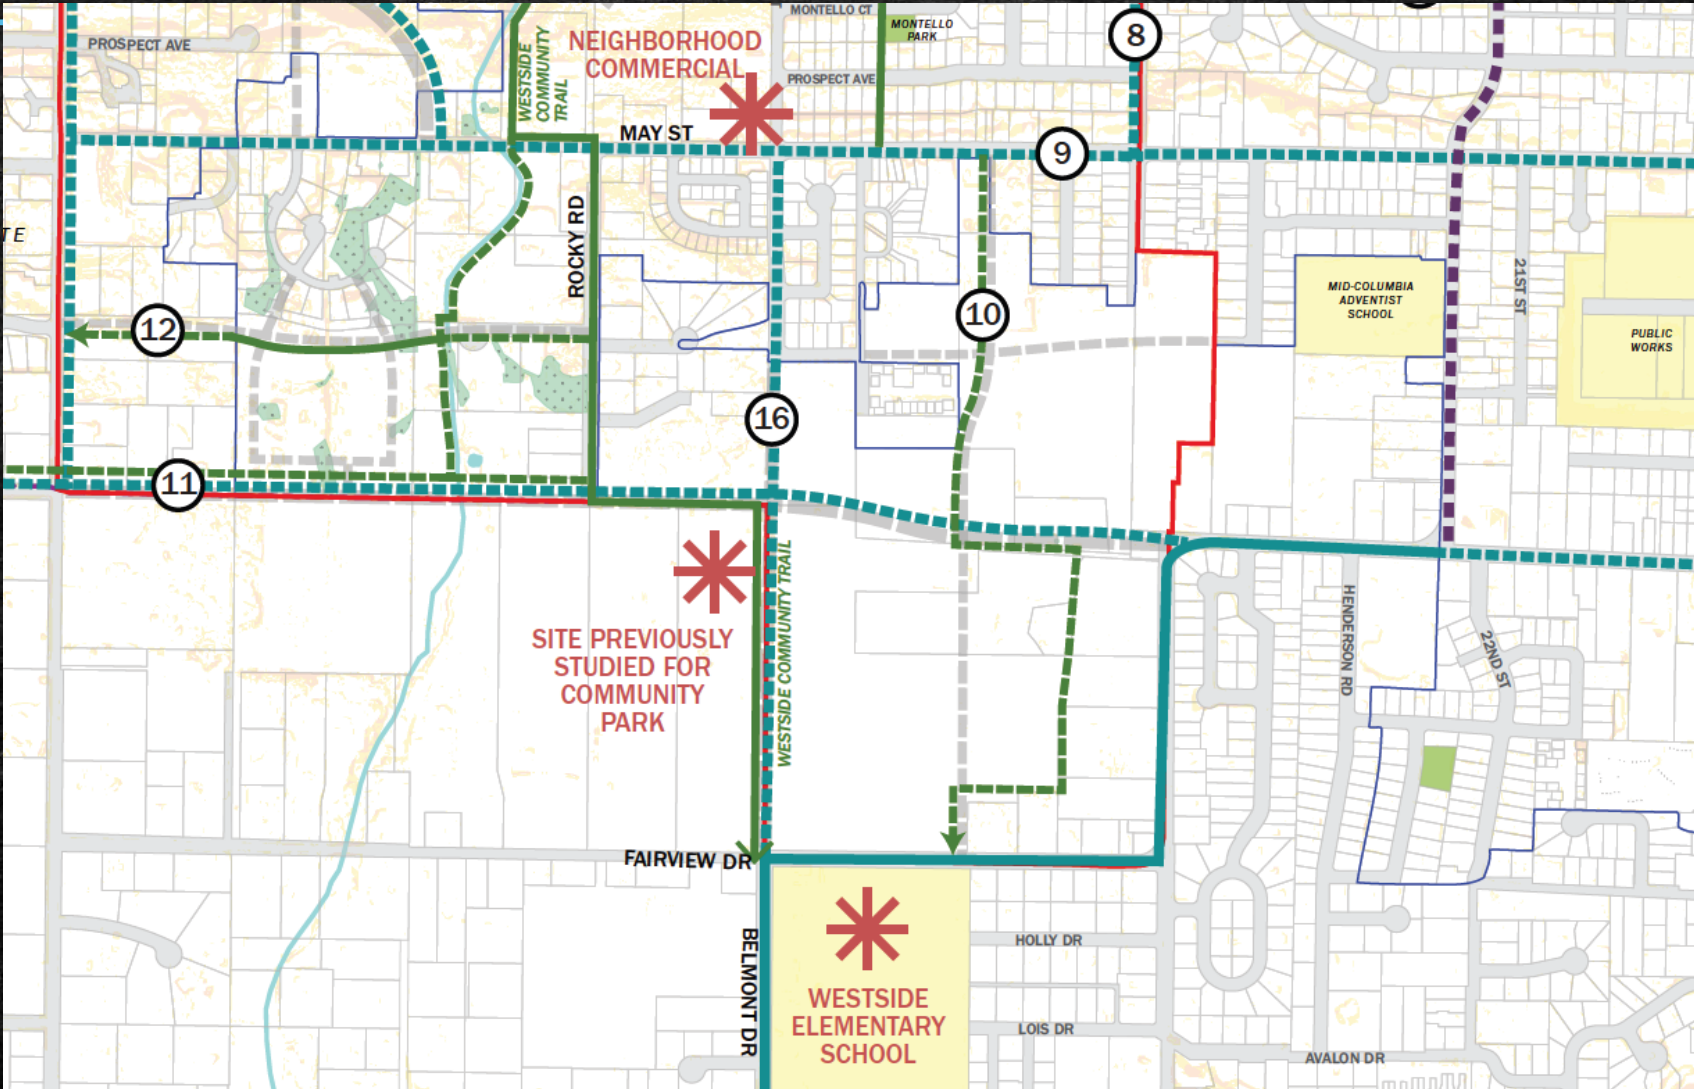 MONTELLO CT
MONTELLO
PARK
8
PROSPECT AVE
WESTSIDE
COMMUNITY
TRAIL
NEIGHBORHOOD
COMMERCIAL
PROSPECT AVE
MAY ST
9
ROCKY RD
TE
12
10
21ST ST
MID-COLUMBIA
ADVENTIST
SCHOOL
PUBLIC
WORKS
16
11
WESTSIDE COMMUNITY TRAIL
SITE PREVIOUSLY
STUDIED FOR
COMMUNITY
PARK
HENDERSON RD
22ND ST
FAIRVIEW DR
BELMONT DR
WESTSIDE
ELEMENTARY
SCHOOL
HOLLY DR
LOIS DR
AVALON DR